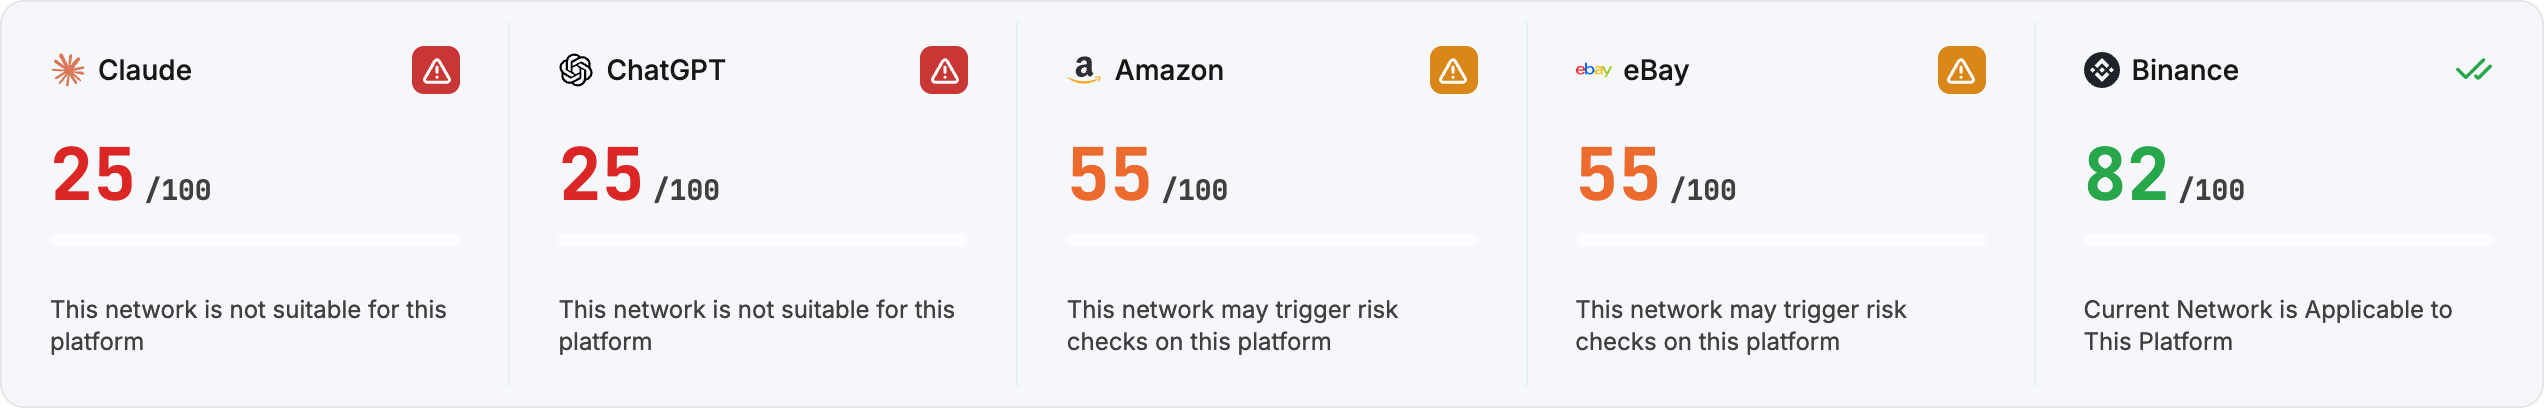 Claude
25 /100
This network is not suitable for this
platform
ChatGPT
25 /100
This network is not suitable for this
platform
a Amazon
55 /100
This network may trigger risk
checks on this platform
ebay eBay
55 /100
This network may trigger risk
checks on this platform
Binance
82 /100
Current Network is Applicable to
This Platform